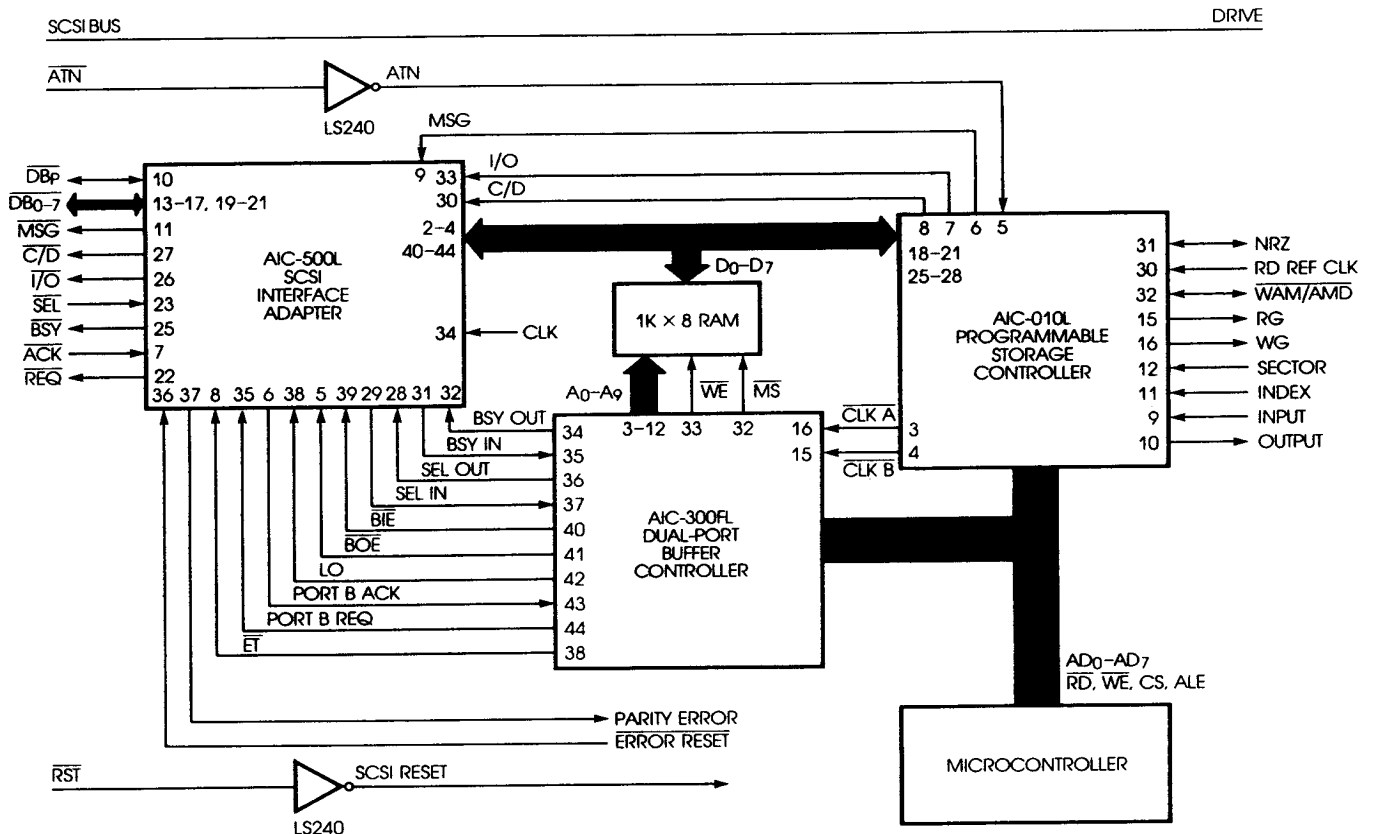 SCSI BUS
DRIVE
ATN
ATN
LS240
MSG
I/O
C/D
DBP
DB0-7
MSG
C/D
I/O
SEL
BSY
ACK
REQ
10
13-17, 19-21
11
27
26
23
25
7
22
9 33
30
2-4
40-44
34
CLK
AIC-500L
SCSI
INTERFACE
ADAPTER
36 37 8 35 6 38 5 39 29 28 31 32
D0-D7
1K × 8 RAM
A0-A9
WE
MS
8 7 6 5
18-21
25-28
AIC-010L
PROGRAMMABLE
STORAGE
CONTROLLER
31 NRZ
30 RD REF CLK
32 WAM/AMD
15 RG
16 WG
12 SECTOR
11 INDEX
9 INPUT
10 OUTPUT
3
4
CLK A
CLK B
BSY OUT
BSY IN
SEL OUT
SEL IN
BIE
BOE
LO
PORT B ACK
PORT B REQ
ET
34
35
36
37
40
41
42
43
44
38
3-12 33 32 16
15
AIC-300FL
DUAL-PORT
BUFFER
CONTROLLER
PARITY ERROR
ERROR RESET
AD0-AD7
RD, WE, CS, ALE
MICROCONTROLLER
RST
SCSI RESET
LS240